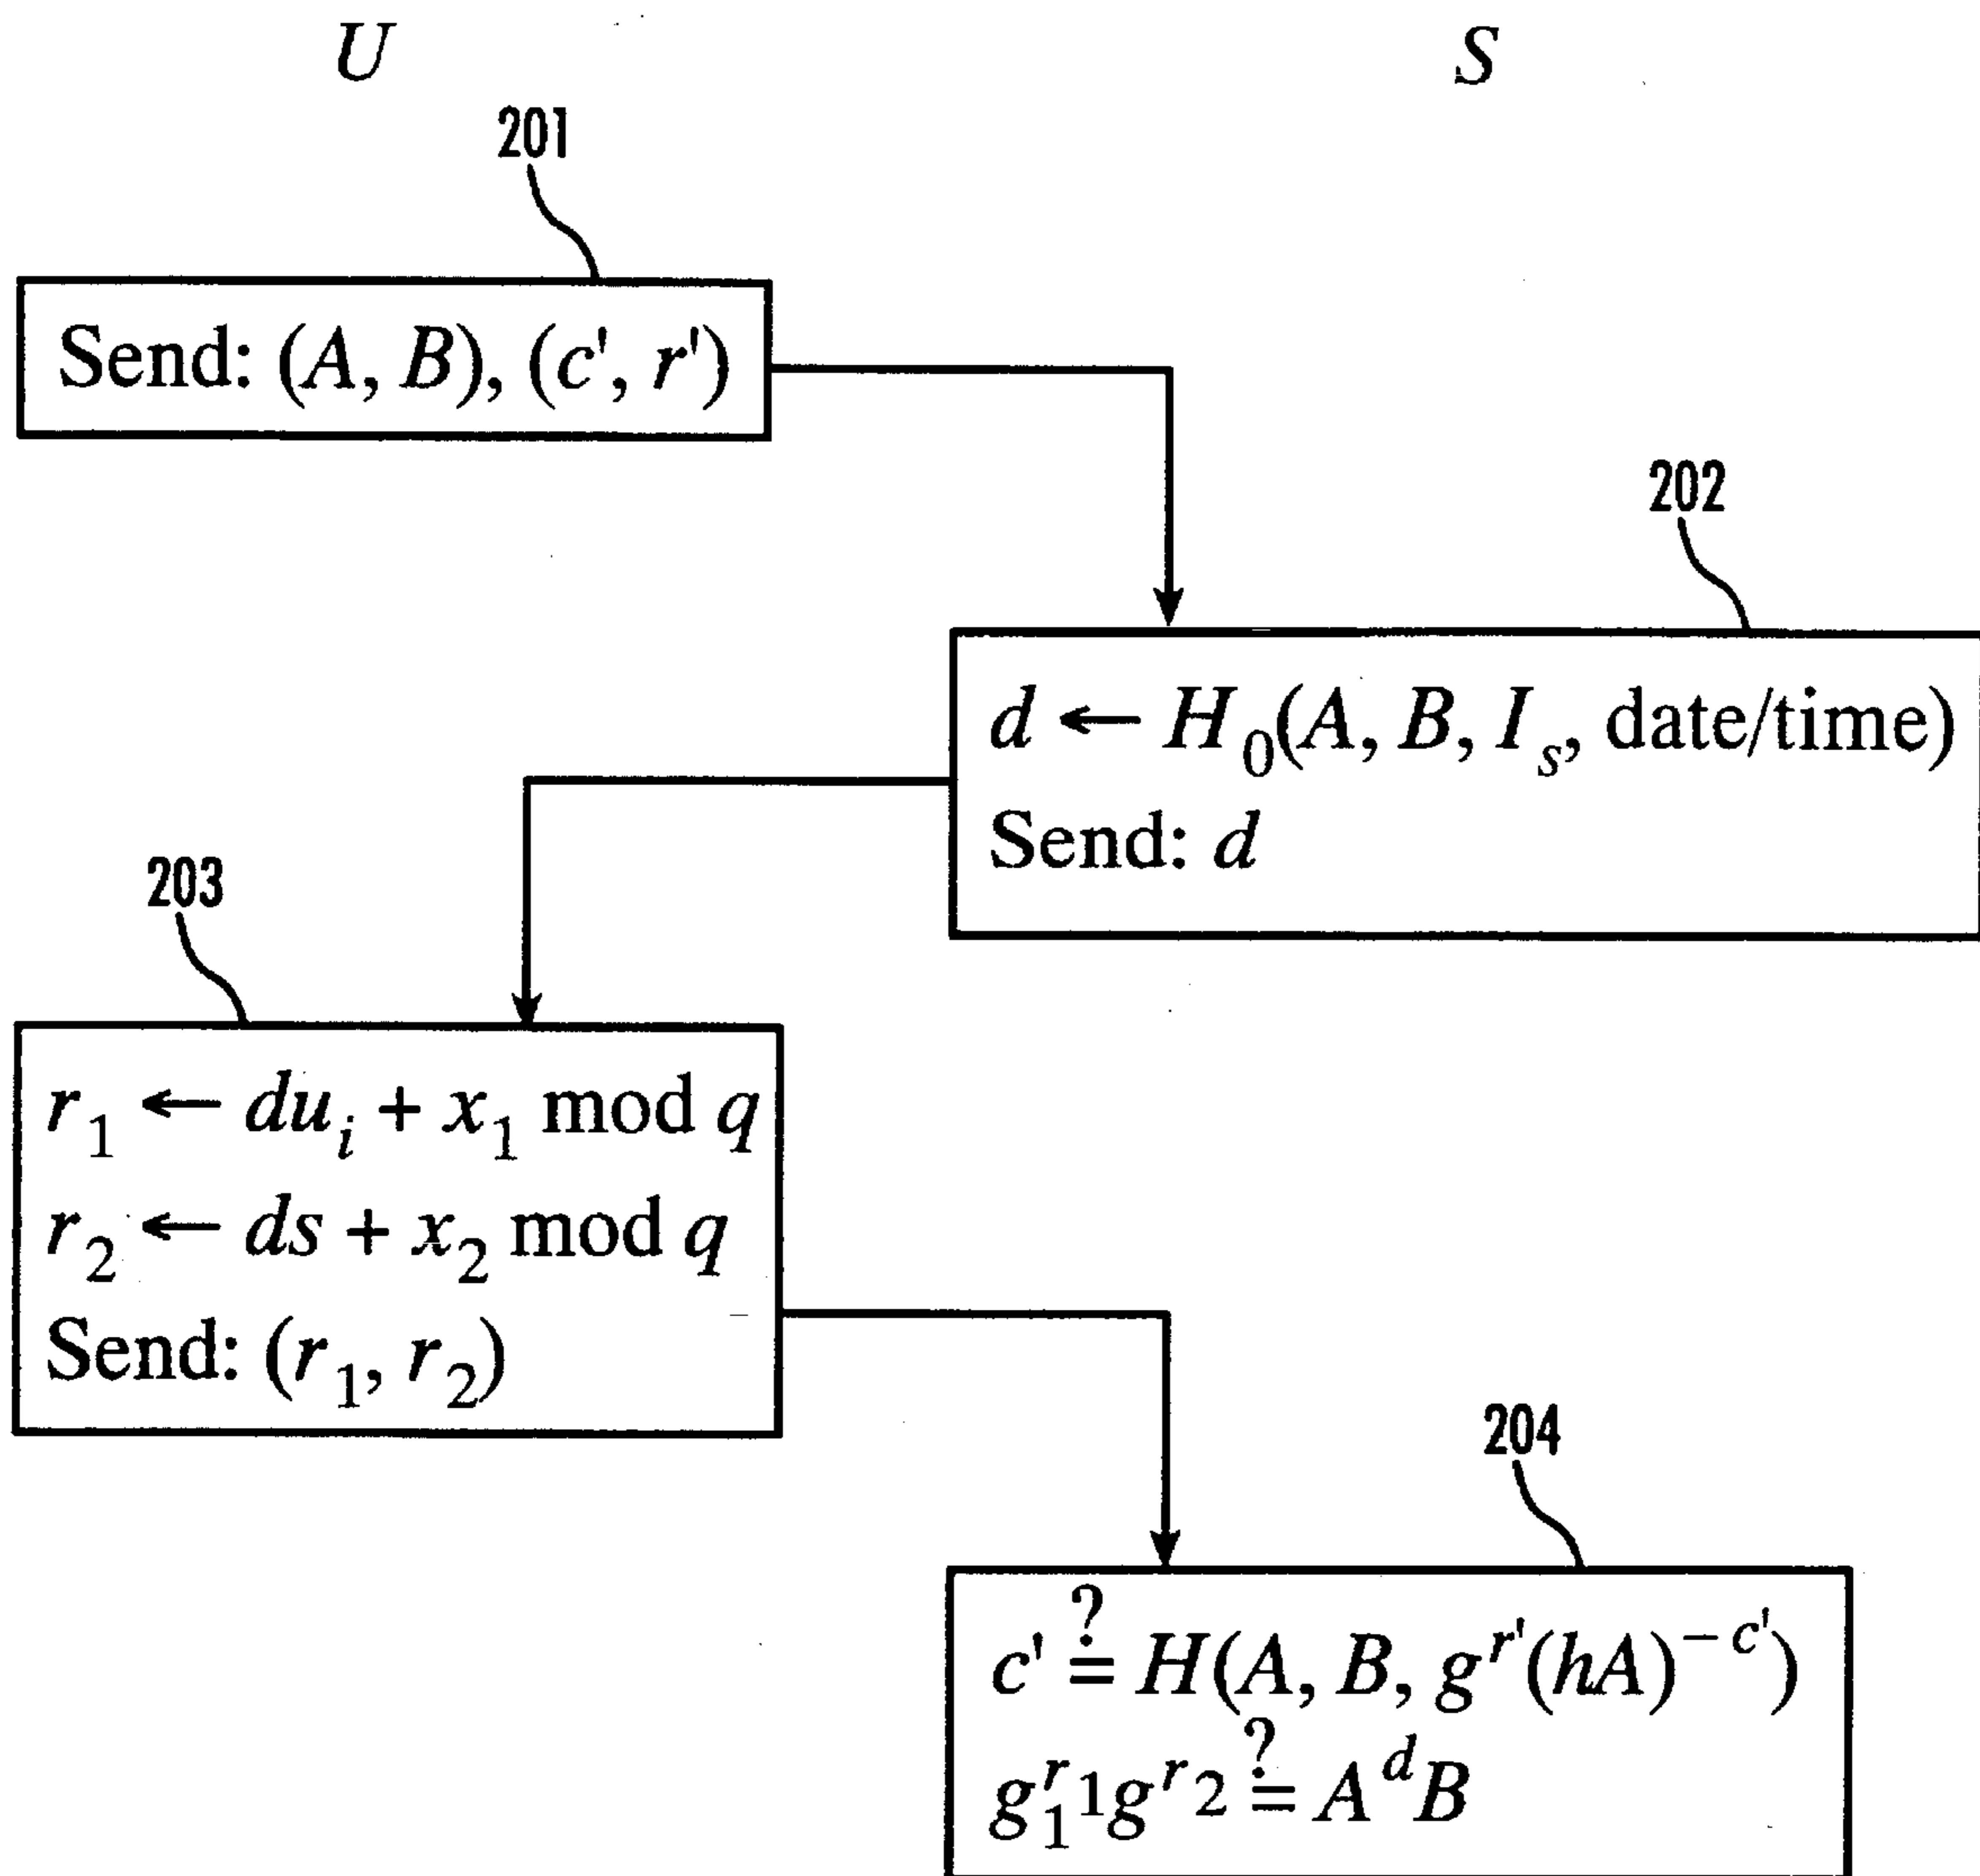 U
S
201
Send: (A, B), (c', r')
202
d ← H₀(A, B, Iₛ, date/time)
Send: d
203
r₁ ← duᵢ + x₁ mod q
r₂ ← ds + x₂ mod q
Send: (r₁, r₂)
204
c' ≟ H(A, B, g^r'(hA)^−c')
g₁^r1 g^r2 ≟ A^d B